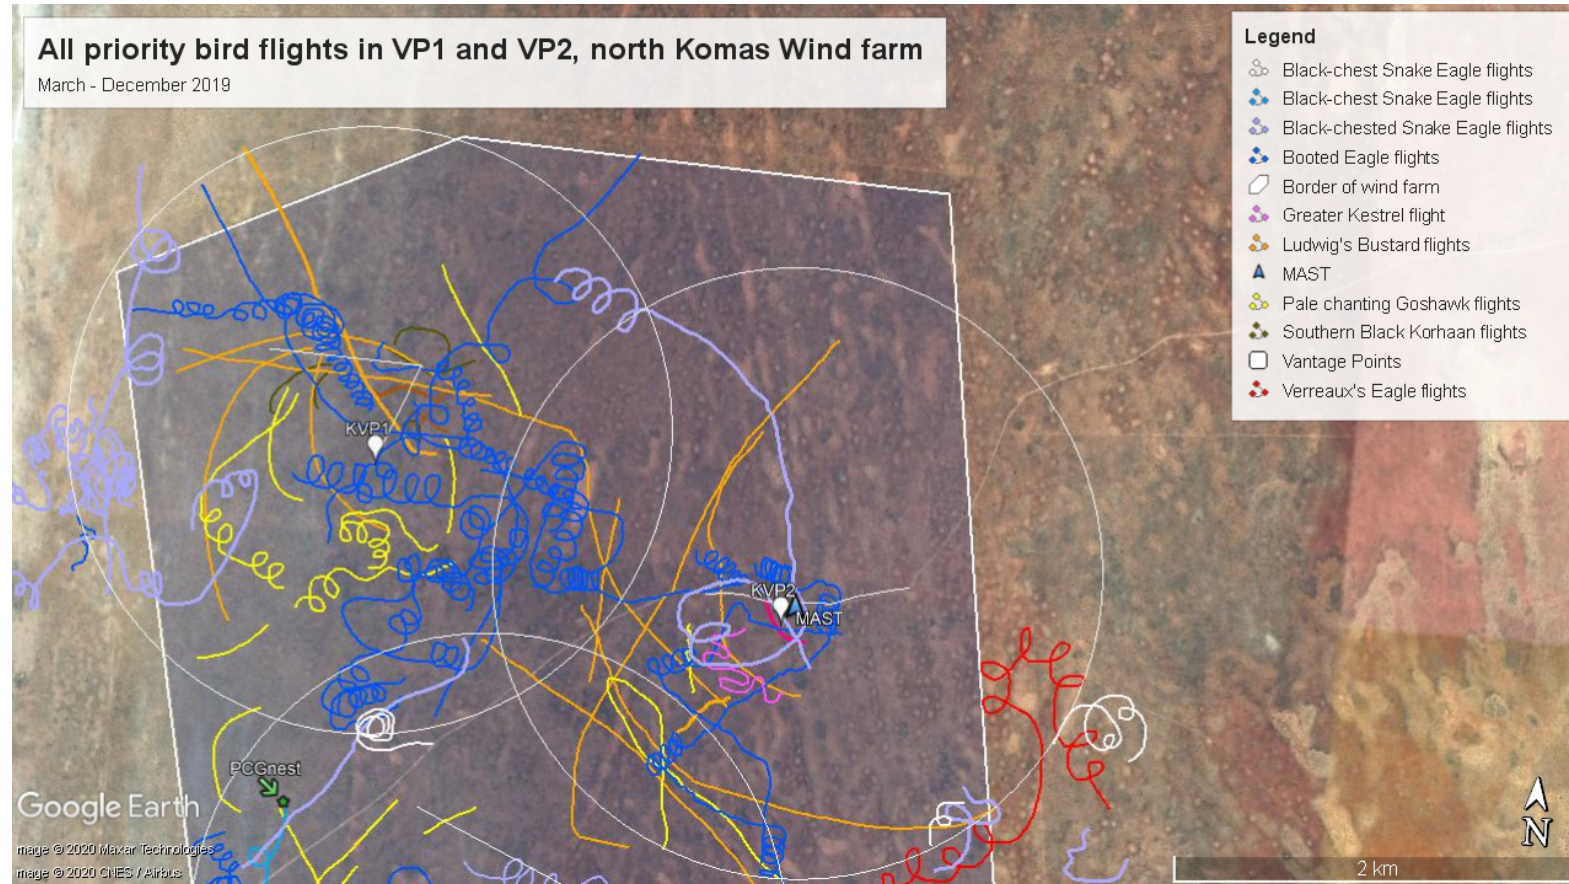 All priority bird flights in VP1 and VP2, north Komas Wind farm
March - December 2019
Legend
Black-chest Snake Eagle flights
Black-chest Snake Eagle flights
Black-chested Snake Eagle flights
Booted Eagle flights
Border of wind farm
Greater Kestrel flight
Ludwig's Bustard flights
MAST
Pale chanting Goshawk flights
Southern Black Korhaan flights
Vantage Points
Verreaux's Eagle flights
KVP1
KVP2
MAST
PCGnest
Google Earth
mage © 2020 Maxar Technologies
mage © 2020 CNES / Airbus
N
2 km